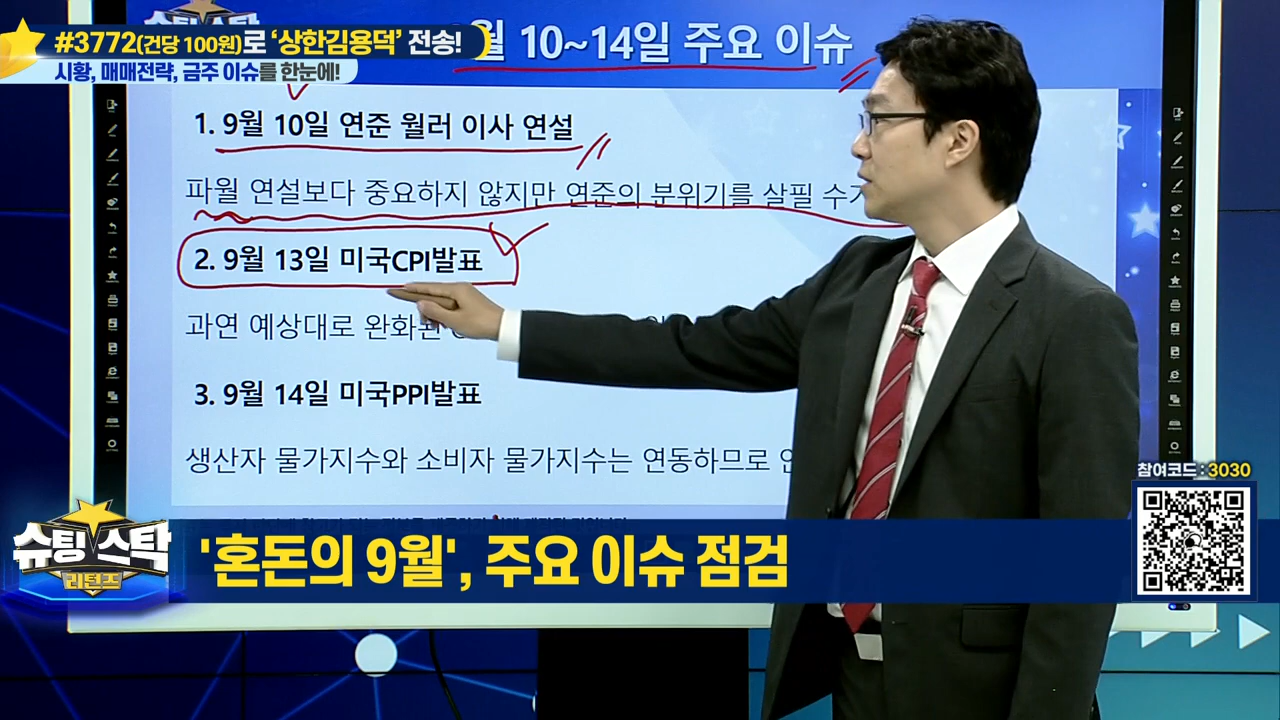 #3772(건당 100원)로 '상한김용덕' 전송!
시황, 매매전략, 금주 이슈를 한눈에!
월 10~14일 주요 이슈
1. 9월 10일 연준 월러 이사 연설
파월 연설보다 중요하지 않지만 연준의 분위기를 살필 수
2. 9월 13일 미국CPI발표
과연 예상대로 완화된
3. 9월 14일 미국PPI발표
생산자 물가지수와 소비자 물가지수는 연동하므로
참여코드 : 3030
슈팅스탁
리턴즈
'혼돈의 9월', 주요 이슈 점검